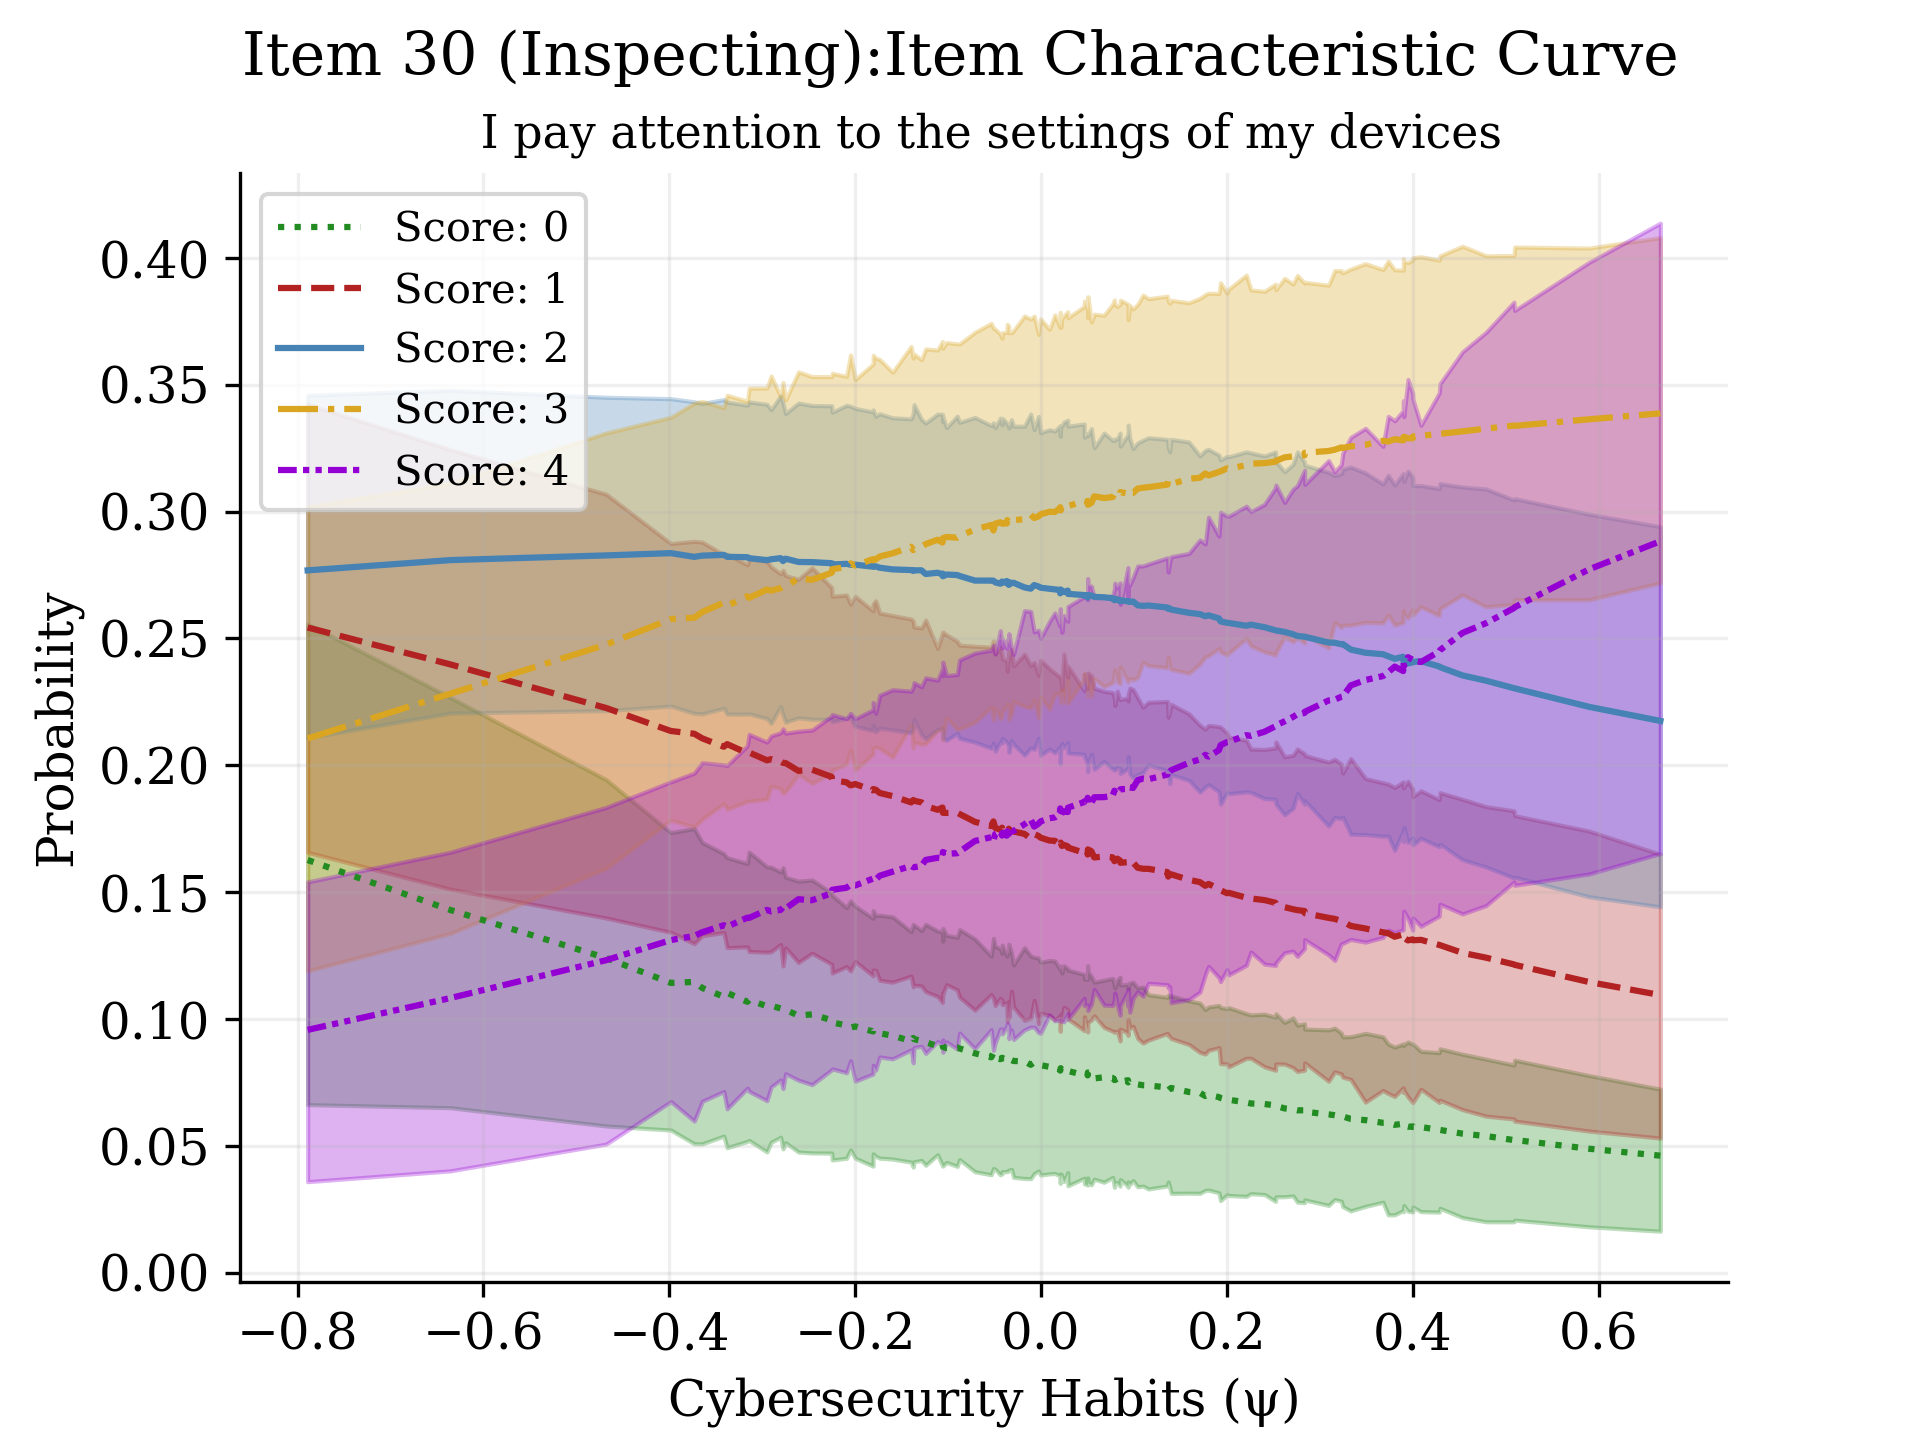 Item 30 (Inspecting):Item Characteristic Curve
I pay attention to the settings of my devices
Score: 0
Score: 1
Score: 2
Score: 3
Score: 4
Probability
0.40
0.35
0.30
0.25
0.20
0.15
0.10
0.05
0.00
−0.8 −0.6 −0.4 −0.2 0.0 0.2 0.4 0.6
Cybersecurity Habits (ψ)